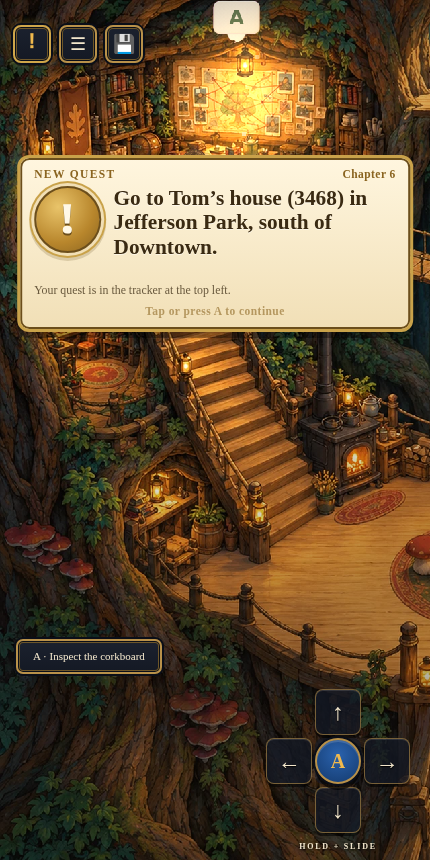 A
!
☰
NEW QUEST
Chapter 6
!
Go to Tom’s house (3468) in
Jefferson Park, south of
Downtown.
Your quest is in the tracker at the top left.
Tap or press A to continue
A · Inspect the corkboard
↑
← A →
↓
HOLD + SLIDE